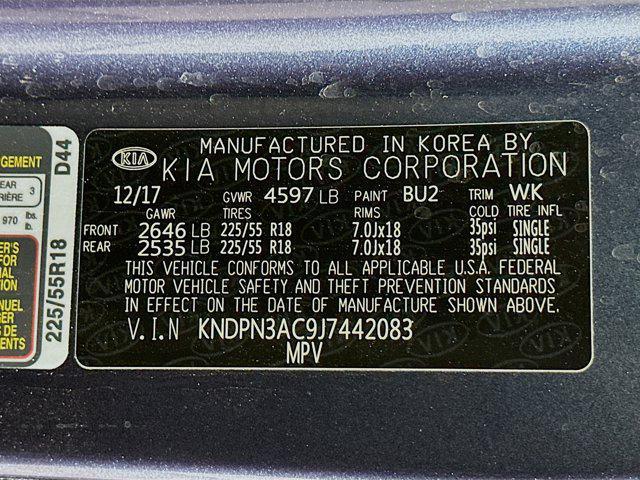 MANUFACTURED IN KOREA BY
KIA
KIA MOTORS CORPORATION
12/17 GVWR 4597 LB PAINT BU2 TRIM WK
GAWR TIRES RIMS COLD TIRE INFL
FRONT 2646 LB 225/55 R18 7.0Jx18 35psi SINGLE
REAR 2535 LB 225/55 R18 7.0Jx18 35psi SINGLE
THIS VEHICLE CONFORMS TO ALL APPLICABLE U.S.A. FEDERAL
MOTOR VEHICLE SAFETY AND THEFT PREVENTION STANDARDS
IN EFFECT ON THE DATE OF MANUFACTURE SHOWN ABOVE.
V.I.N KNDPN3AC9J7442083
MPV
D44
225/55R18
3
970 lbs.